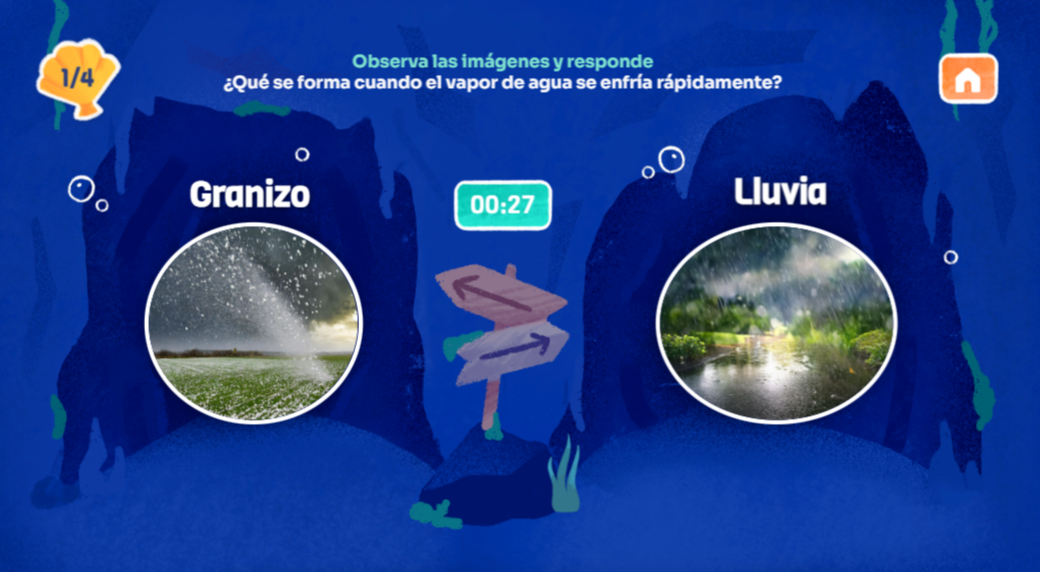 1/4
Observa las imágenes y responde
¿Qué se forma cuando el vapor de agua se enfría rápidamente?
Granizo
00:27
Lluvia